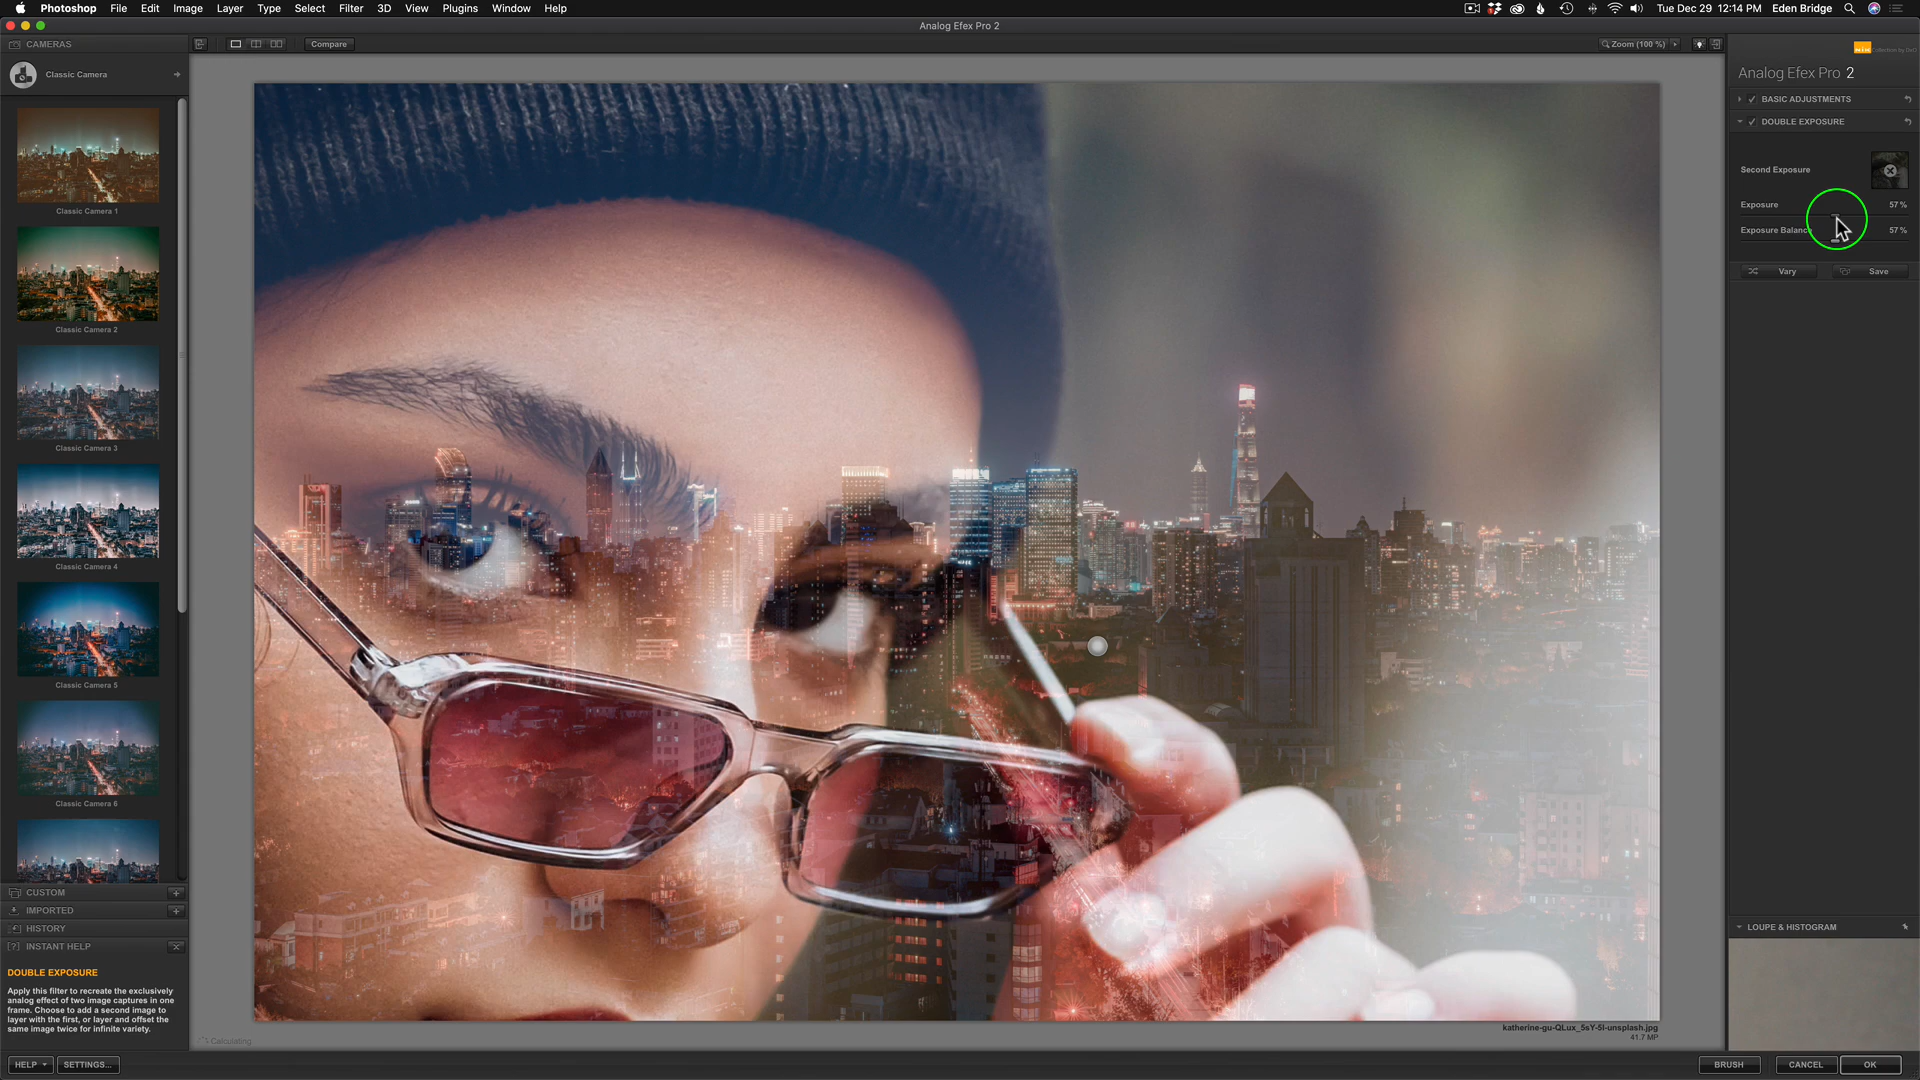 Photoshop File Edit Image Layer Type Select Filter 3D View Plugins Window Help
Tue Dec 29 12:14 PM Eden Bridge
Analog Efex Pro 2
CAMERAS
Compare
Zoom (100 %)
Classic Camera
Classic Camera 1
Classic Camera 2
Classic Camera 3
Classic Camera 4
Classic Camera 5
Classic Camera 6
CUSTOM
IMPORTED
HISTORY
INSTANT HELP
DOUBLE EXPOSURE
Apply this filter to recreate the exclusively
analog effect of two image captures in one
frame. Choose to add a second image to
layer with the first, or layer and offset the
same image twice for infinite variety.
HELP SETTINGS...
Calculating
katherine-gu-QLux_5sY-5I-unsplash.jpg
41.7 MP
Collection by DxO
Analog Efex Pro 2
BASIC ADJUSTMENTS
DOUBLE EXPOSURE
Second Exposure
Exposure 57 %
Exposure Balance 57 %
Vary Save
LOUPE & HISTOGRAM
BRUSH CANCEL OK